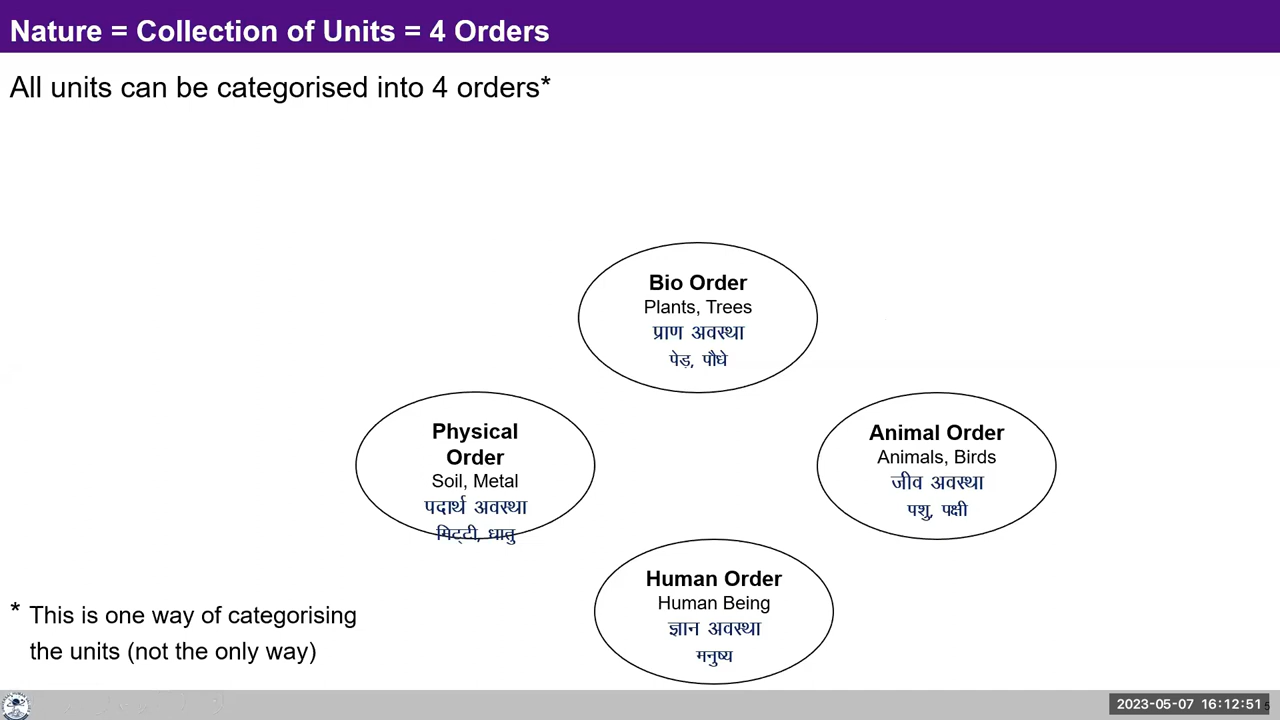 Nature = Collection of Units = 4 Orders
All units can be categorised into 4 orders*
Bio Order
Plants, Trees
प्राण अवस्था
पेड़, पौधे
Physical
Order
Soil, Metal
पदार्थ अवस्था
मिट्टी, धातु
Animal Order
Animals, Birds
जीव अवस्था
पशु, पक्षी
Human Order
Human Being
ज्ञान अवस्था
मनुष्य
* This is one way of categorising
the units (not the only way)
2023-05-07 16:12:51
5